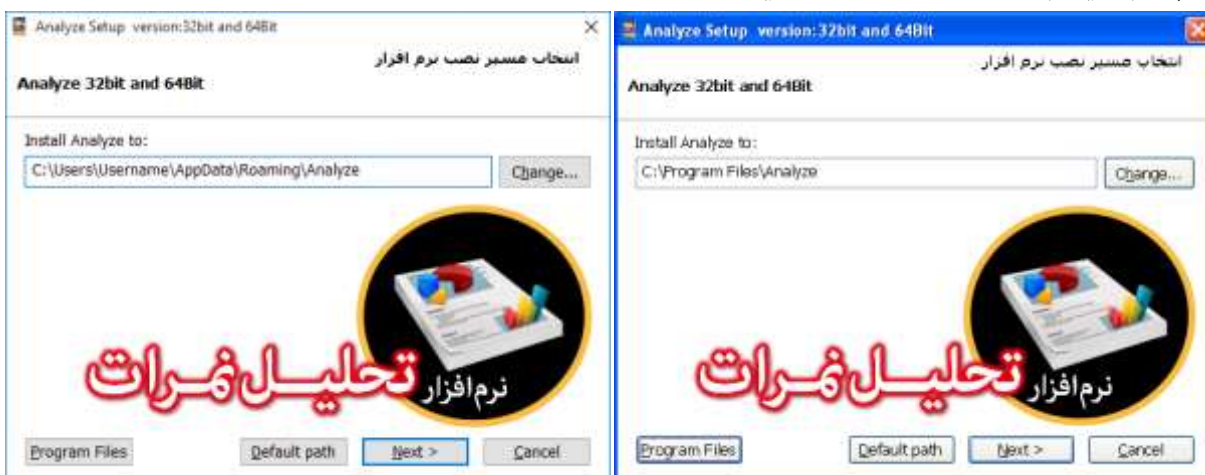 Analyze Setup version:32bit and 64Bit
انتخاب مسیر نصب نرم افزار
Analyze 32bit and 64Bit
Install Analyze to:
C:\Users\Username\AppData\Roaming\Analyze
Change...
نرم‌افزار تحلیل نمرات
Program Files
Default path
Next >
Cancel
Analyze Setup version:32bit and 64Bit
انتخاب مسیر نصب نرم افزار
Analyze 32bit and 64Bit
Install Analyze to:
C:\Program Files\Analyze
Change...
نرم‌افزار تحلیل نمرات
Program Files
Default path
Next >
Cancel